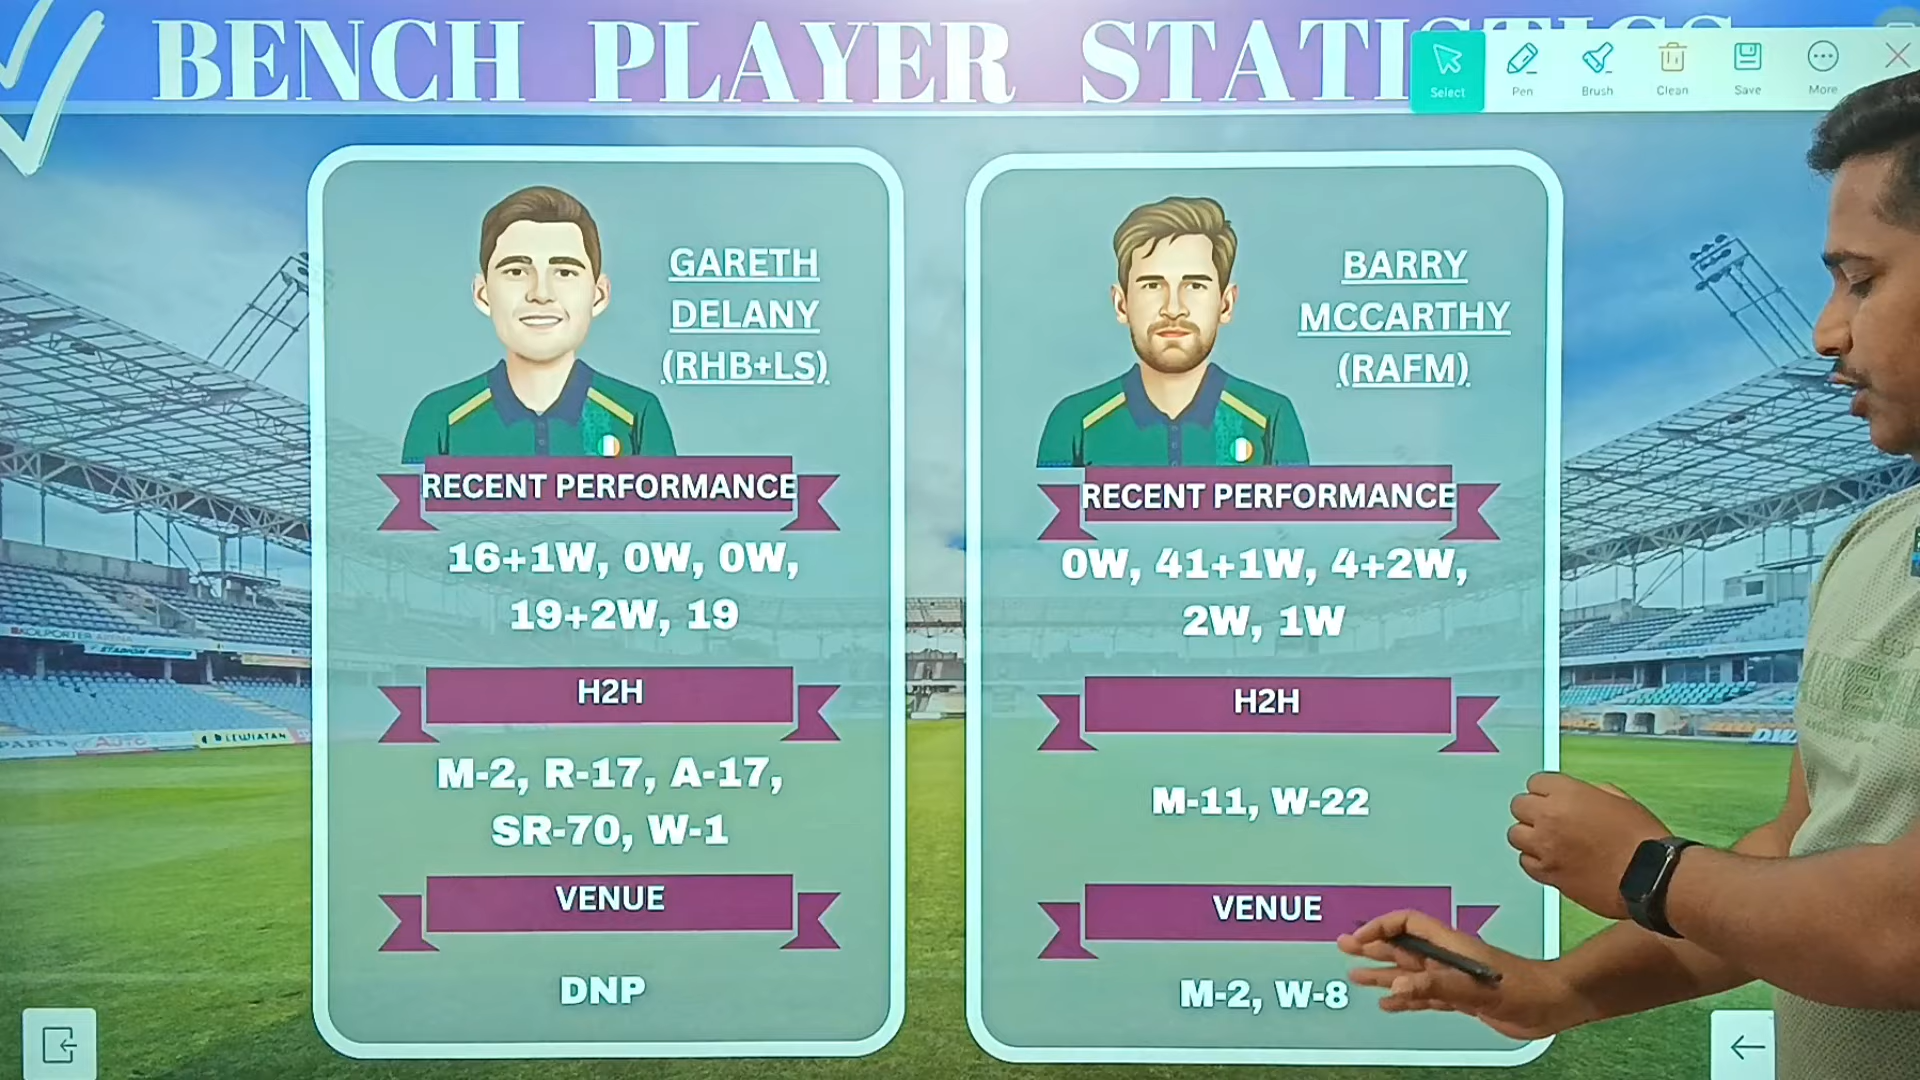 BENCH PLAYER
Select
Pen
Brush
Clean
Save
More
GARETH
DELANY
(RHB+LS)
RECENT PERFORMANCE
16+1W, 0W, 0W,
19+2W, 19
H2H
M-2, R-17, A-17,
SR-70, W-1
VENUE
DNP
BARRY
MCCARTHY
(RAFM)
RECENT PERFORMANCE
0W, 41+1W, 4+2W,
2W, 1W
H2H
M-11, W-22
VENUE
M-2, W-8